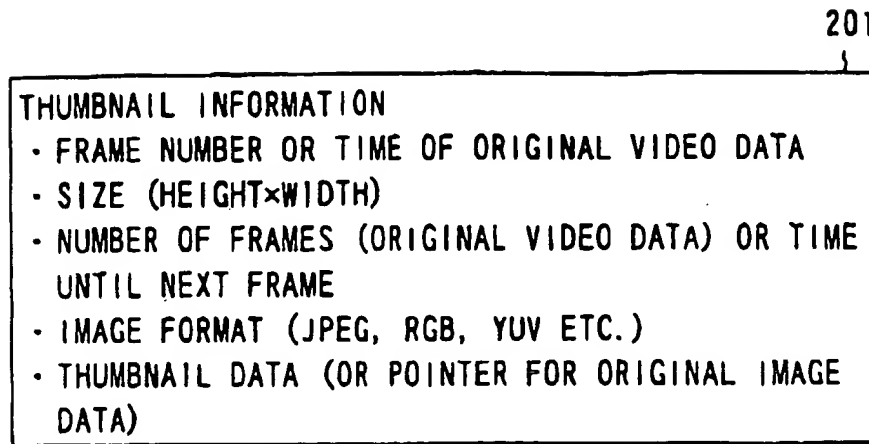 201
THUMBNAIL INFORMATION
· FRAME NUMBER OR TIME OF ORIGINAL VIDEO DATA
· SIZE (HEIGHT×WIDTH)
· NUMBER OF FRAMES (ORIGINAL VIDEO DATA) OR TIME
UNTIL NEXT FRAME
· IMAGE FORMAT (JPEG, RGB, YUV ETC.)
· THUMBNAIL DATA (OR POINTER FOR ORIGINAL IMAGE
DATA)